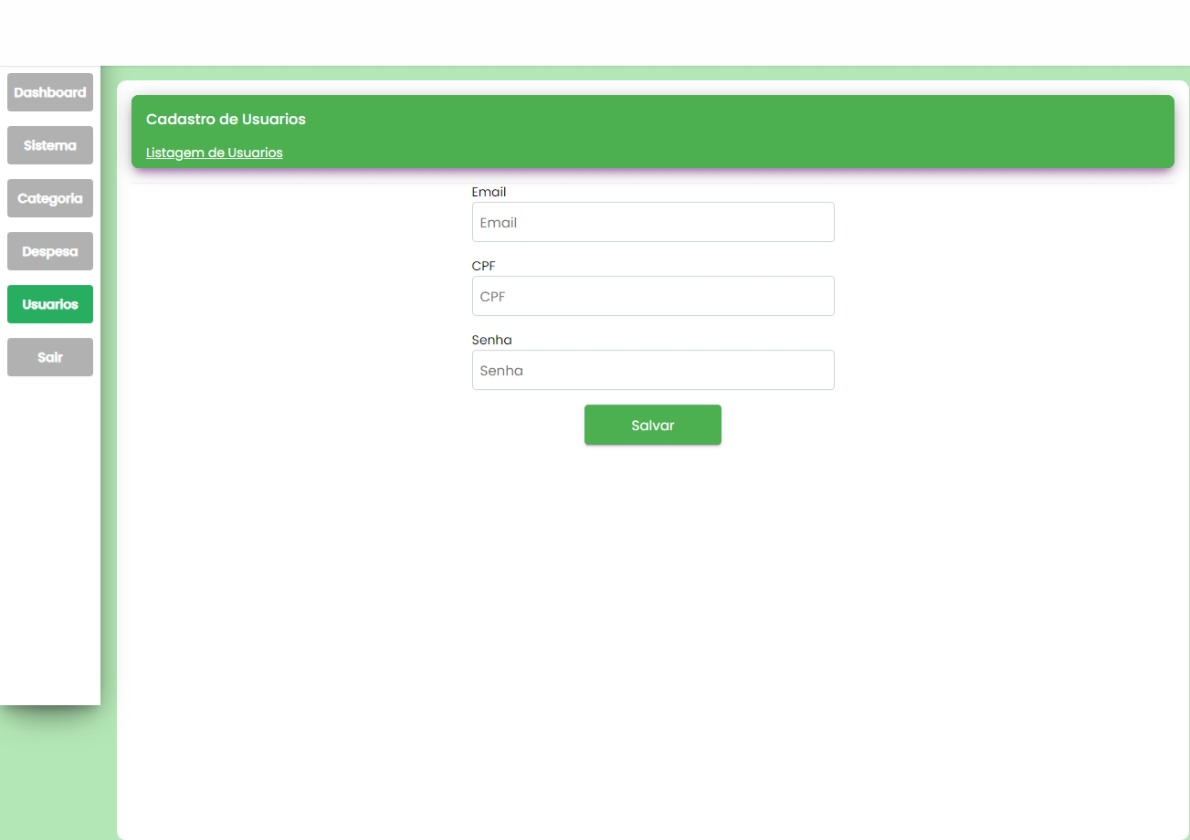 Dashboard
Sistema
Categoria
Despesa
Usuarios
Sair
Cadastro de Usuarios
Listagem de Usuarios
Email
Email
CPF
CPF
Senha
Senha
Salvar